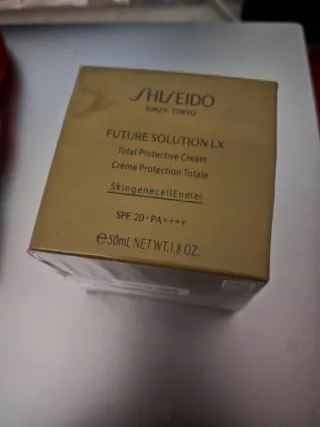 SHISEIDO
GINZA TOKYO
FUTURE SOLUTION LX
Total Protective Cream
Crème Protection Totale
SkingenecellEnmei
SPF 20・PA++++
℮50mL NET WT.1.8 OZ.